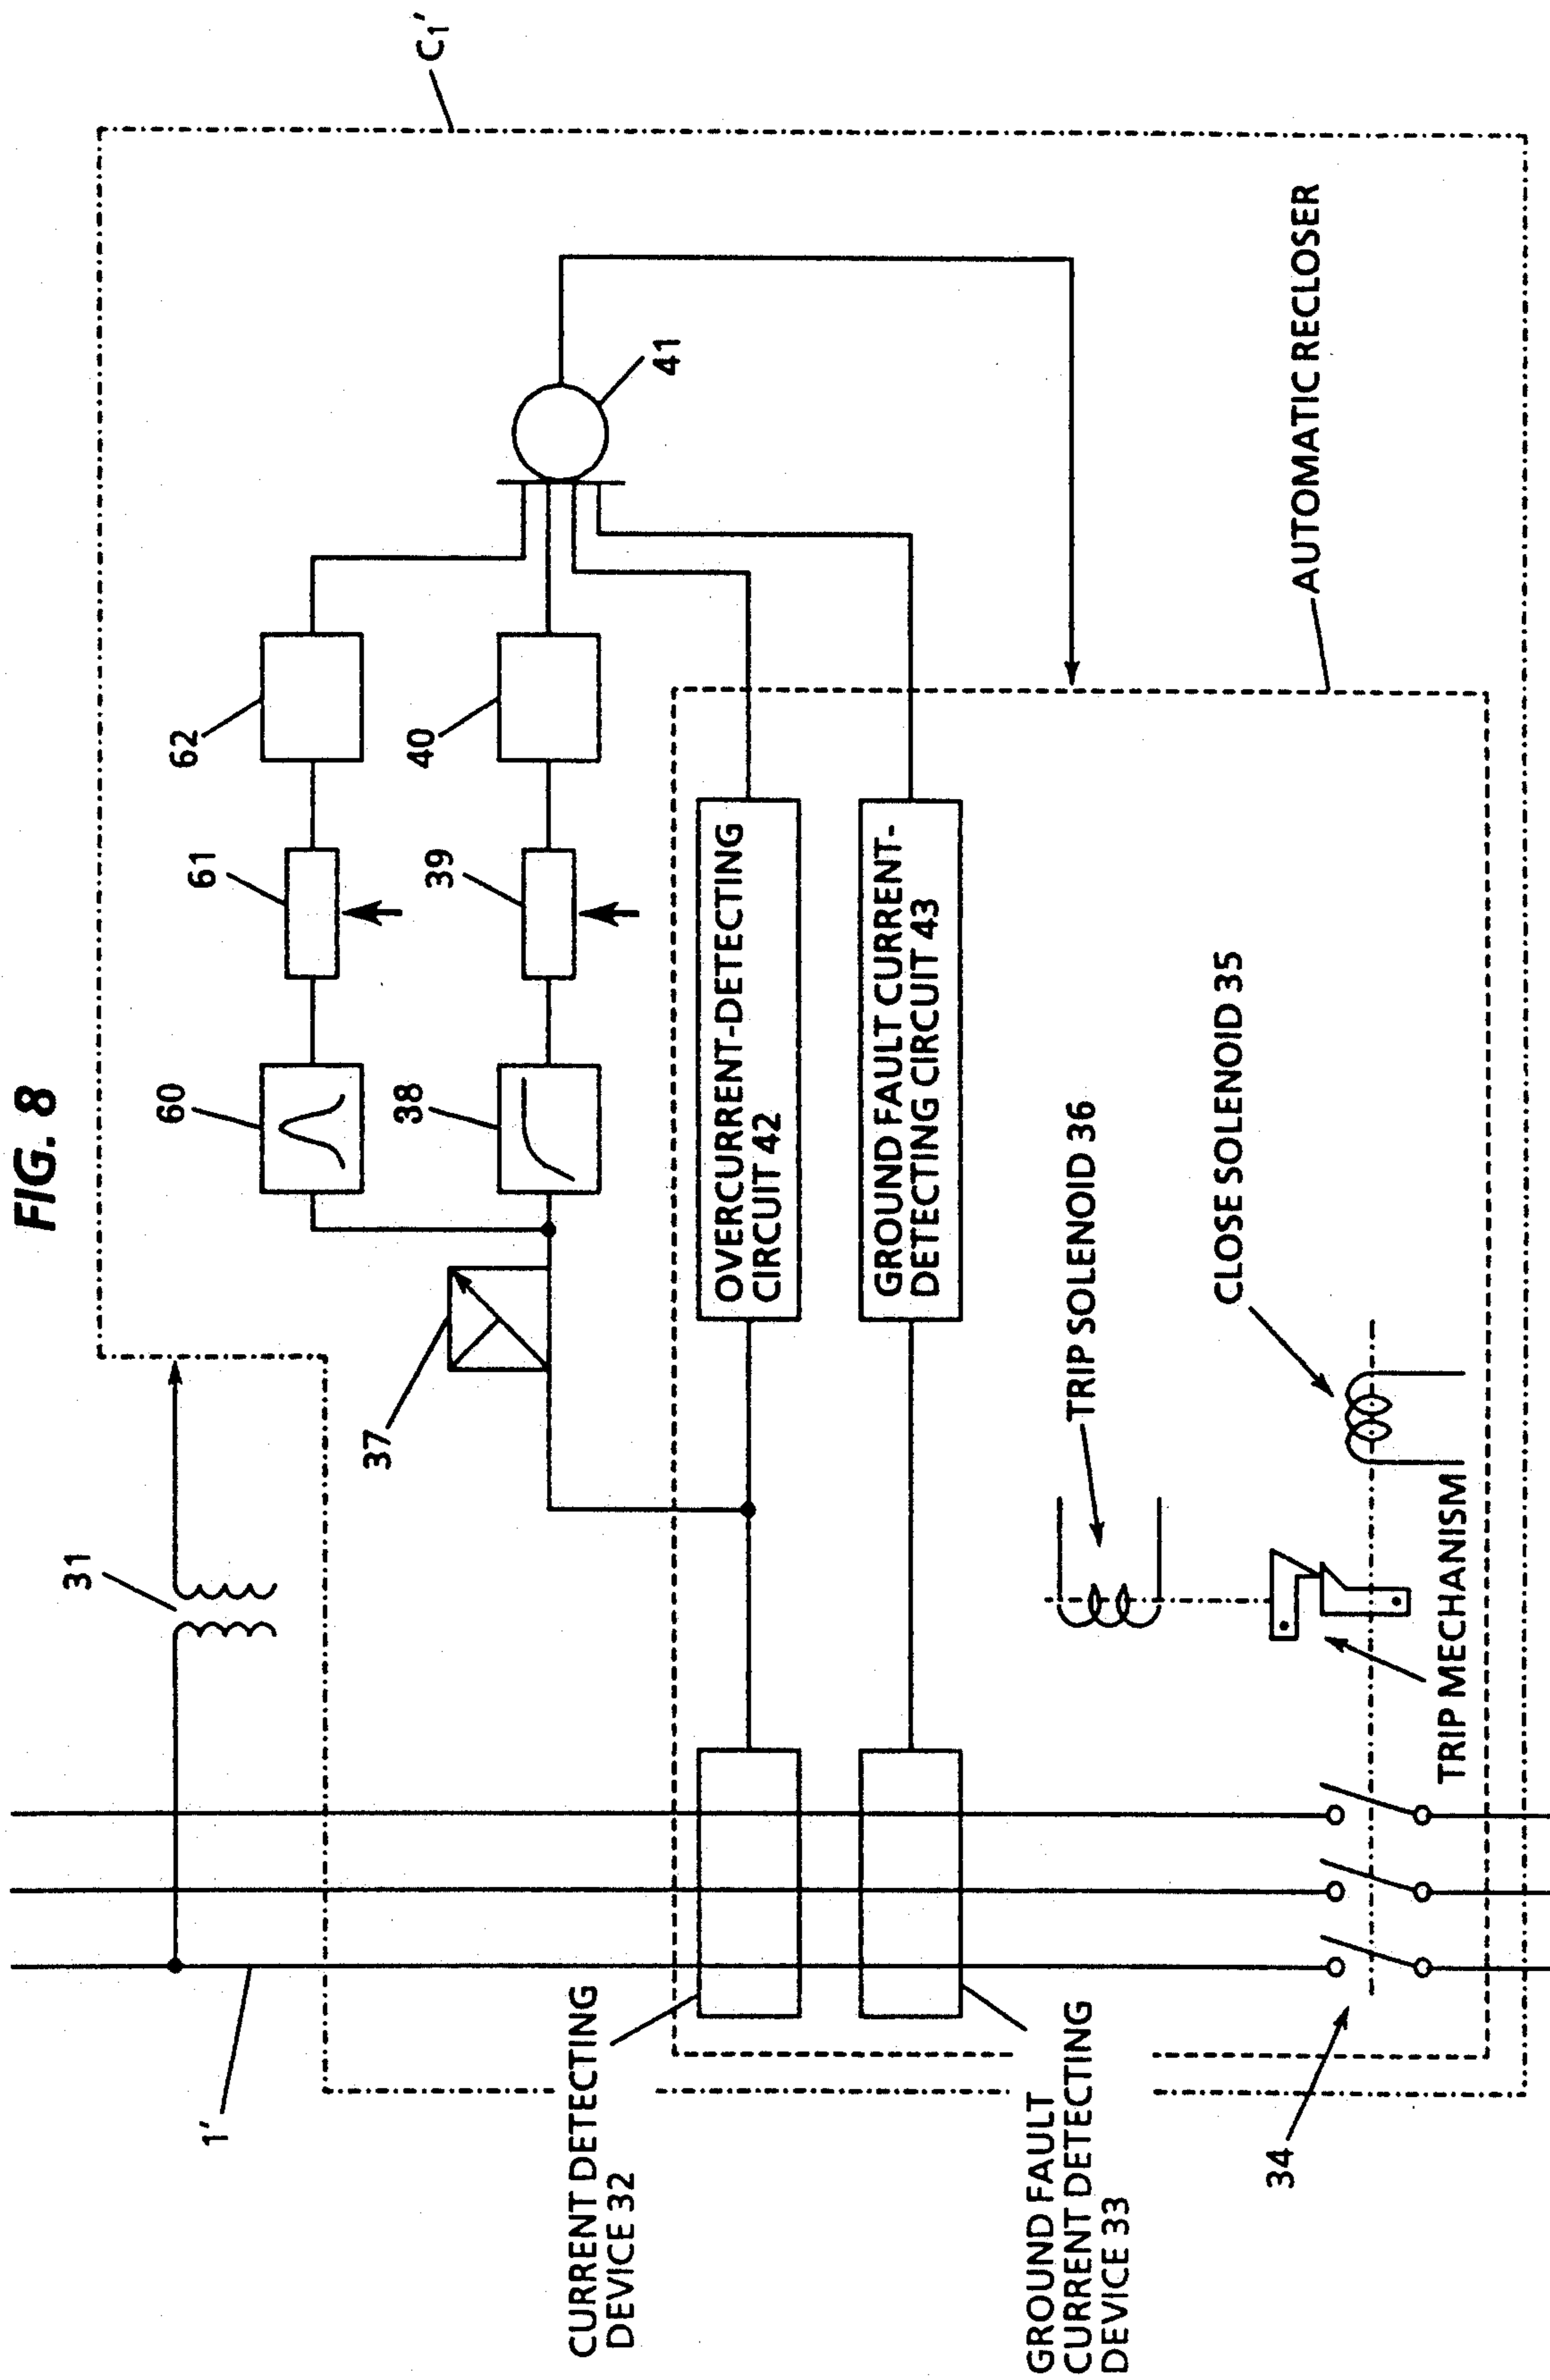 FIG. 8
C1'
31
1'
37
60
61
62
38
39
40
41
CURRENT DETECTING
DEVICE 32
OVERCURRENT-DETECTING
CIRCUIT 42
GROUND FAULT CURRENT-
DETECTING CIRCUIT 43
GROUND FAULT
CURRENT DETECTING
DEVICE 33
TRIP SOLENOID 36
CLOSE SOLENOID 35
AUTOMATIC RECLOSER
34
TRIP MECHANISM